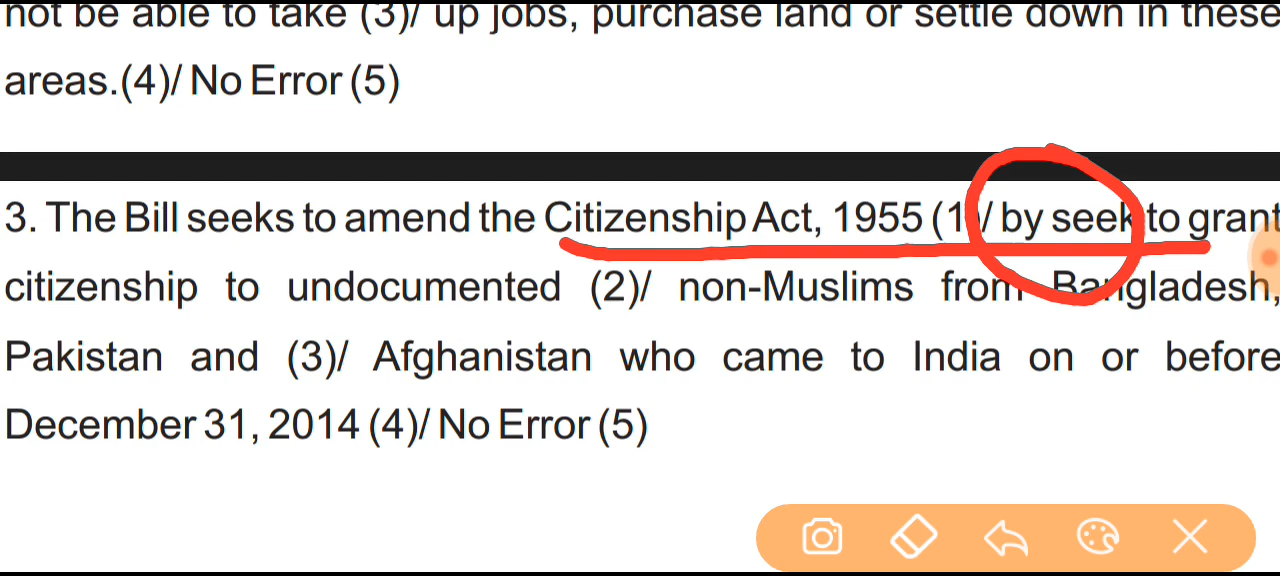 not be able to take (3)/ up jobs, purchase land or settle down in these
areas.(4)/ No Error (5)
3. The Bill seeks to amend the Citizenship Act, 1955 (1)/ by seek to grant
citizenship to undocumented (2)/ non-Muslims from Bangladesh,
Pakistan and (3)/ Afghanistan who came to India on or before
December 31, 2014 (4)/ No Error (5)